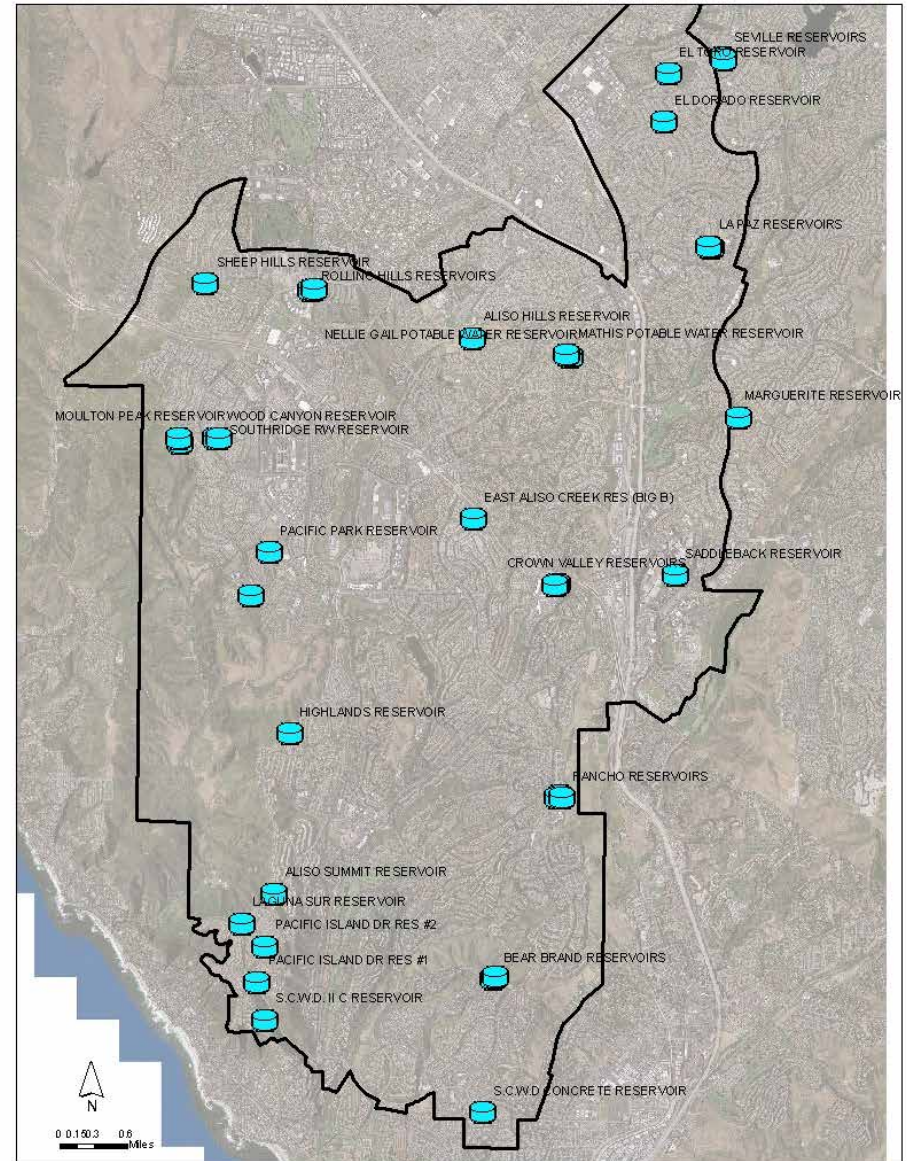 SEVILLE RESERVOIRS
EL TORO RESERVOIR
EL DORADO RESERVOIR
LA PAZ RESERVOIRS
SHEEP HILLS RESERVOIR
ROLLING HILLS RESERVOIRS
ALISO HILLS RESERVOIR
NELLIE GAIL POTABLE WATER RESERVOIR
MATHIS POTABLE WATER RESERVOIR
MARGUERITE RESERVOIR
MOULTON PEAK RESERVOIR
WOOD CANYON RESERVOIR
SOUTHRIDGE RW RESERVOIR
EAST ALISO CREEK RES (BIG B)
PACIFIC PARK RESERVOIR
SADDLEBACK RESERVOIR
CROWN VALLEY RESERVOIRS
HIGHLANDS RESERVOIR
RANCHO RESERVOIRS
ALISO SUMMIT RESERVOIR
LAGUNA SUR RESERVOIR
PACIFIC ISLAND DR RES #2
PACIFIC ISLAND DR RES #1
BEAR BRAND RESERVOIRS
S.C.W.D. II C RESERVOIR
S.C.W.D CONCRETE RESERVOIR
N
0 0.15 0.3 0.6
Miles